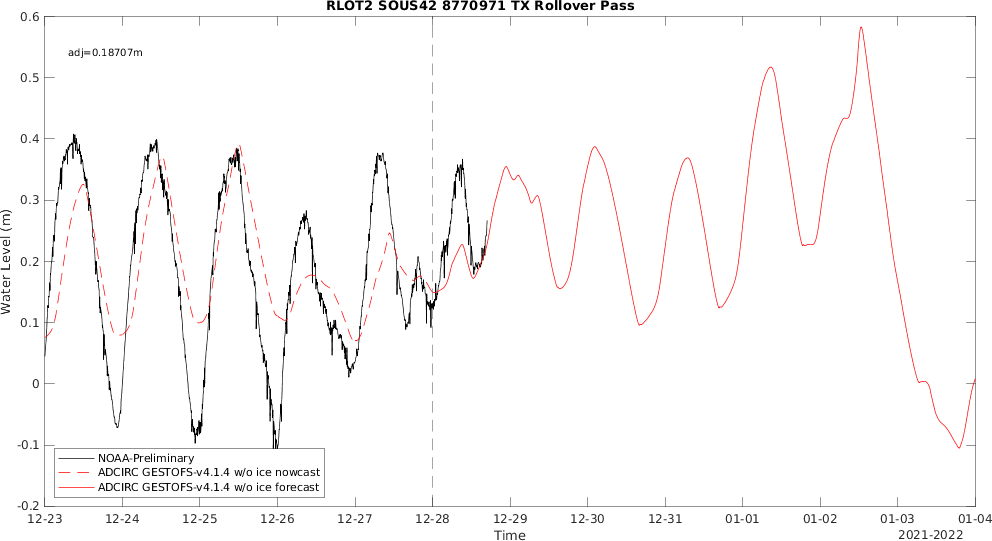 RLOT2 SOUS42 8770971 TX Rollover Pass
adj=0.18707m
0.6
0.5
0.4
0.3
0.2
0.1
0
-0.1
-0.2
Water Level (m)
NOAA-Preliminary
ADCIRC GESTOFS-v4.1.4 w/o ice nowcast
ADCIRC GESTOFS-v4.1.4 w/o ice forecast
12-23 12-24 12-25 12-26 12-27 12-28 12-29 12-30 12-31 01-01 01-02 01-03 01-04
Time
2021-2022